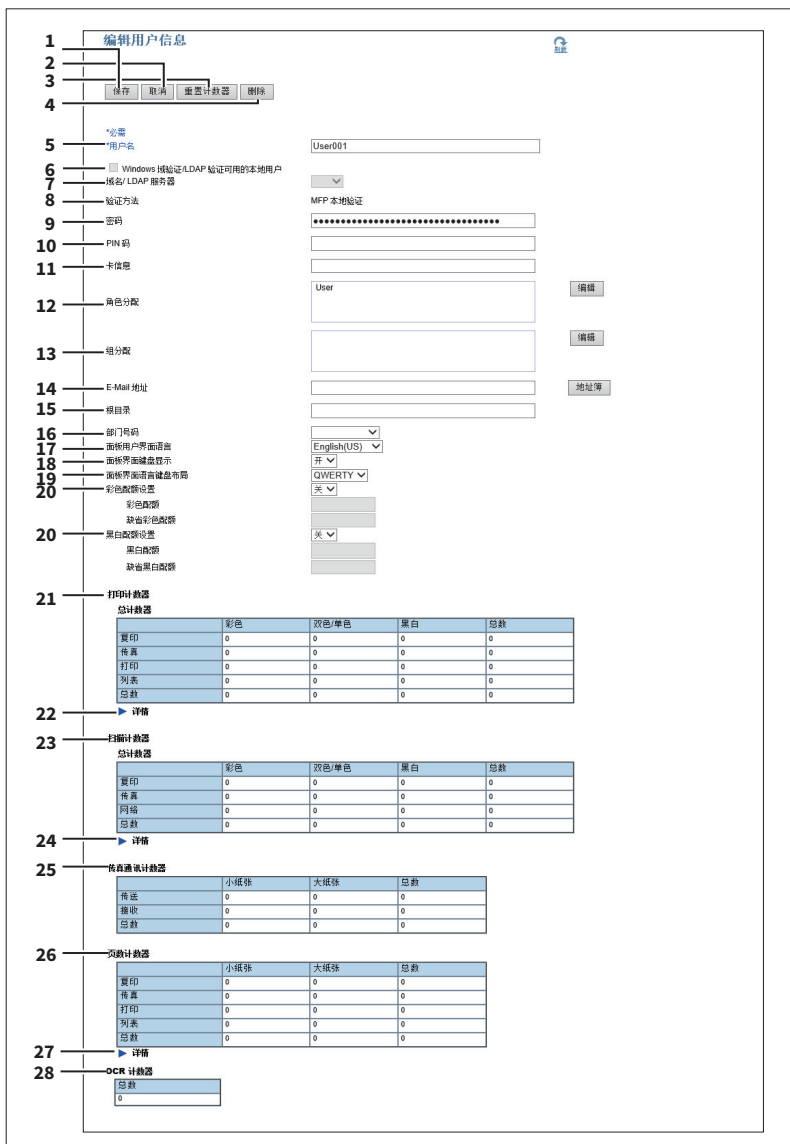 1 编辑用户信息 刷新
2
3
保存 取消 重置计数器 删除
4
*必需
5 *用户名 User001
6 Windows 域验证/LDAP 验证可用的本地用户
7 域名/ LDAP 服务器
8 验证方法 MFP 本地验证
9 密码 ●●●●●●●●●●●●●●●●●●●●●●●●●●●●●●●●
10 PIN 码
11 卡信息
12 角色分配 User 编辑
13 组分配 编辑
14 E-Mail 地址 地址簿
15 根目录
16 部门号码
17 面板用户界面语言 English(US)
18 面板界面键盘显示 开
19 面板界面语言键盘布局 QWERTY
20 彩色配额设置 关
彩色配额
缺省彩色配额
20 黑白配额设置 关
黑白配额
缺省黑白配额
21 打印计数器
总计数器
彩色 双色/单色 黑白 总数
复印 0 0 0 0
传真 0 0 0 0
打印 0 0 0 0
列表 0 0 0 0
总数 0 0 0 0
22 ▶ 详情
23 扫描计数器
总计数器
彩色 双色/单色 黑白 总数
复印 0 0 0 0
传真 0 0 0 0
网络 0 0 0 0
总数 0 0 0 0
24 ▶ 详情
25 传真通讯计数器
小纸张 大纸张 总数
传送 0 0 0
接收 0 0 0
总数 0 0 0
26 页数计数器
小纸张 大纸张 总数
复印 0 0 0
传真 0 0 0
打印 0 0 0
列表 0 0 0
总数 0 0 0
27 ▶ 详情
28 OCR 计数器
总数
0